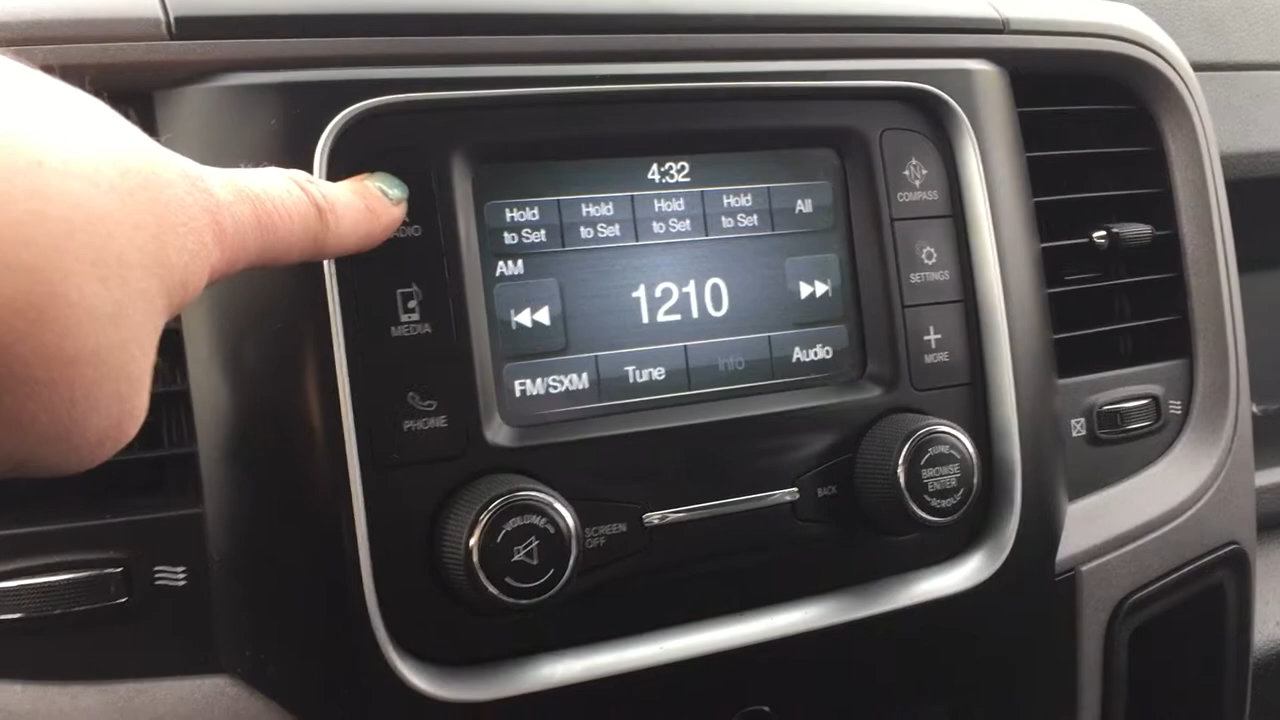 4:32
Hold
to Set
Hold
to Set
Hold
to Set
Hold
to Set
All
AM
1210
FM/SXM
Tune
Info
Audio
MEDIA
PHONE
N
COMPASS
SETTINGS
MORE
VOLUME
SCREEN
OFF
BACK
TUNE
BROWSE
ENTER
SCROLL